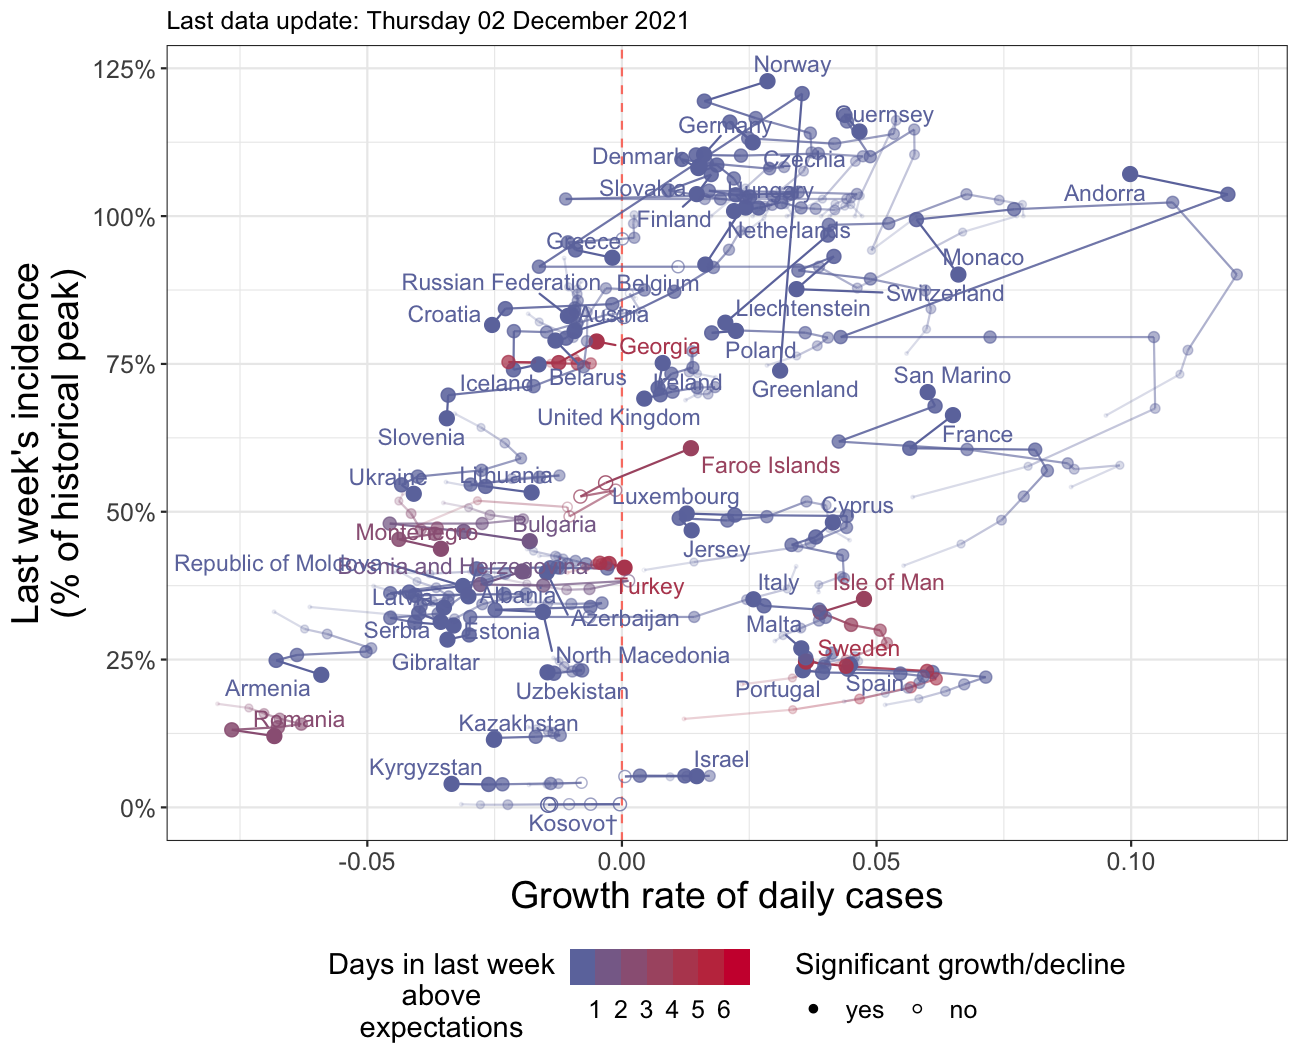 Last data update: Thursday 02 December 2021
125%
100%
75%
50%
25%
0%
Last week's incidence
(% of historical peak)
Norway
Guernsey
Germany
Denmark
Czechia
Slovakia
Hungary
Andorra
Finland
Netherlands
Greece
Monaco
Russian Federation
Belgium
Switzerland
Croatia
Austria
Liechtenstein
Georgia
Poland
Iceland
Belarus
Ireland
Greenland
San Marino
United Kingdom
Slovenia
France
Faroe Islands
Ukraine
Lithuania
Luxembourg
Cyprus
Montenegro
Bulgaria
Jersey
Republic of Moldova
Bosnia and Herzegovina
Turkey
Italy
Isle of Man
Latvia
Albania
Azerbaijan
Malta
Serbia
Estonia
Sweden
Gibraltar
North Macedonia
Armenia
Uzbekistan
Portugal
Spain
Romania
Kazakhstan
Kyrgyzstan
Israel
Kosovo†
-0.05
0.00
0.05
0.10
Growth rate of daily cases
Days in last week
above
expectations
1 2 3 4 5 6
Significant growth/decline
yes
no